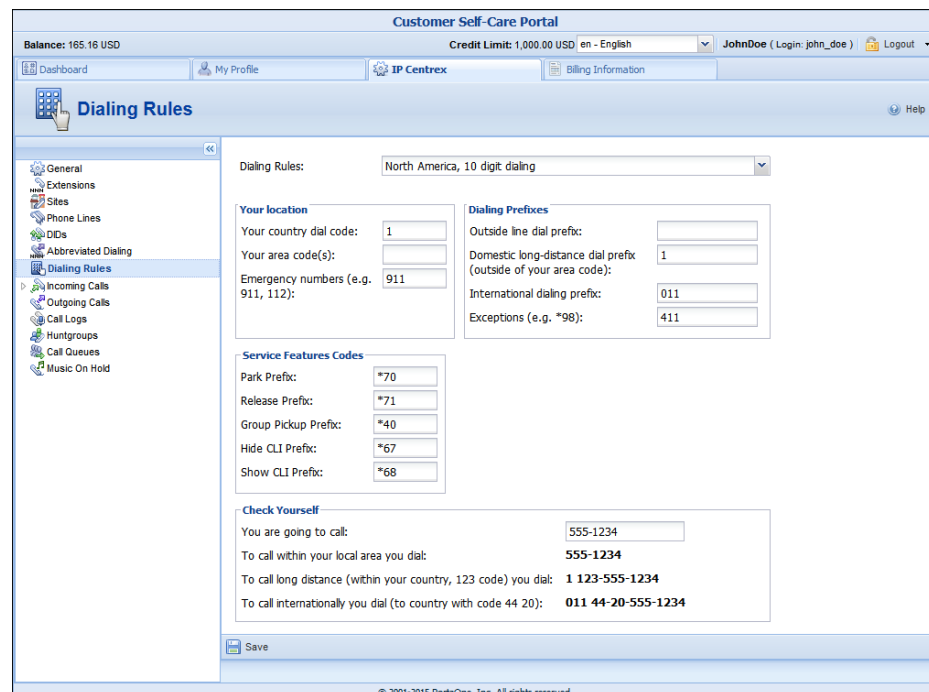 Customer Self-Care Portal
Balance: 165.16 USD Credit Limit: 1,000.00 USD en - English JohnDoe ( Login: john_doe ) Logout
Dashboard My Profile IP Centrex Billing Information
Dialing Rules Help
General
Extensions
Sites
Phone Lines
DIDs
Abbreviated Dialing
Dialing Rules
Incoming Calls
Outgoing Calls
Call Logs
Huntgroups
Call Queues
Music On Hold
Dialing Rules: North America, 10 digit dialing
Your location
Your country dial code: 1
Your area code(s):
Emergency numbers (e.g. 911
911, 112):
Dialing Prefixes
Outside line dial prefix:
Domestic long-distance dial prefix 1
(outside of your area code):
International dialing prefix: 011
Exceptions (e.g. *98): 411
Service Features Codes
Park Prefix: *70
Release Prefix: *71
Group Pickup Prefix: *40
Hide CLI Prefix: *67
Show CLI Prefix: *68
Check Yourself
You are going to call: 555-1234
To call within your local area you dial: 555-1234
To call long distance (within your country, 123 code) you dial: 1 123-555-1234
To call internationally you dial (to country with code 44 20): 011 44-20-555-1234
Save
© 2001-2015 PortaOne, Inc. All rights reserved